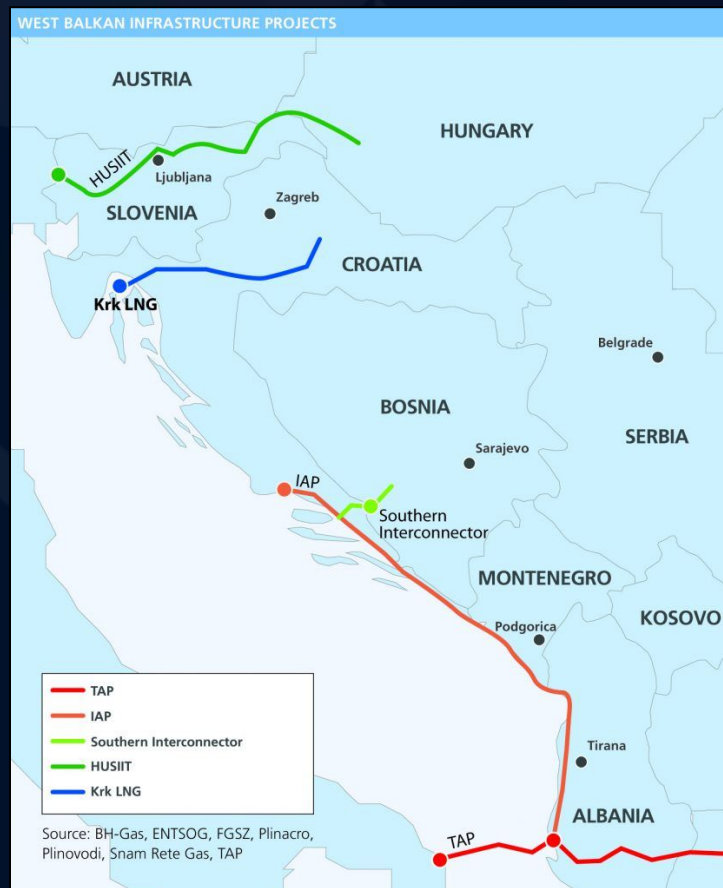 WEST BALKAN INFRASTRUCTURE PROJECTS
AUSTRIA
HUNGARY
HUSIIT
Ljubljana
SLOVENIA
Zagreb
CROATIA
Krk LNG
Belgrade
BOSNIA
SERBIA
Sarajevo
IAP
Southern
Interconnector
MONTENEGRO
KOSOVO
Podgorica
TAP
IAP
Southern Interconnector
HUSIIT
Krk LNG
Tirana
ALBANIA
TAP
Source: BH-Gas, ENTSOG, FGSZ, Plinacro,
Plinovodi, Snam Rete Gas, TAP